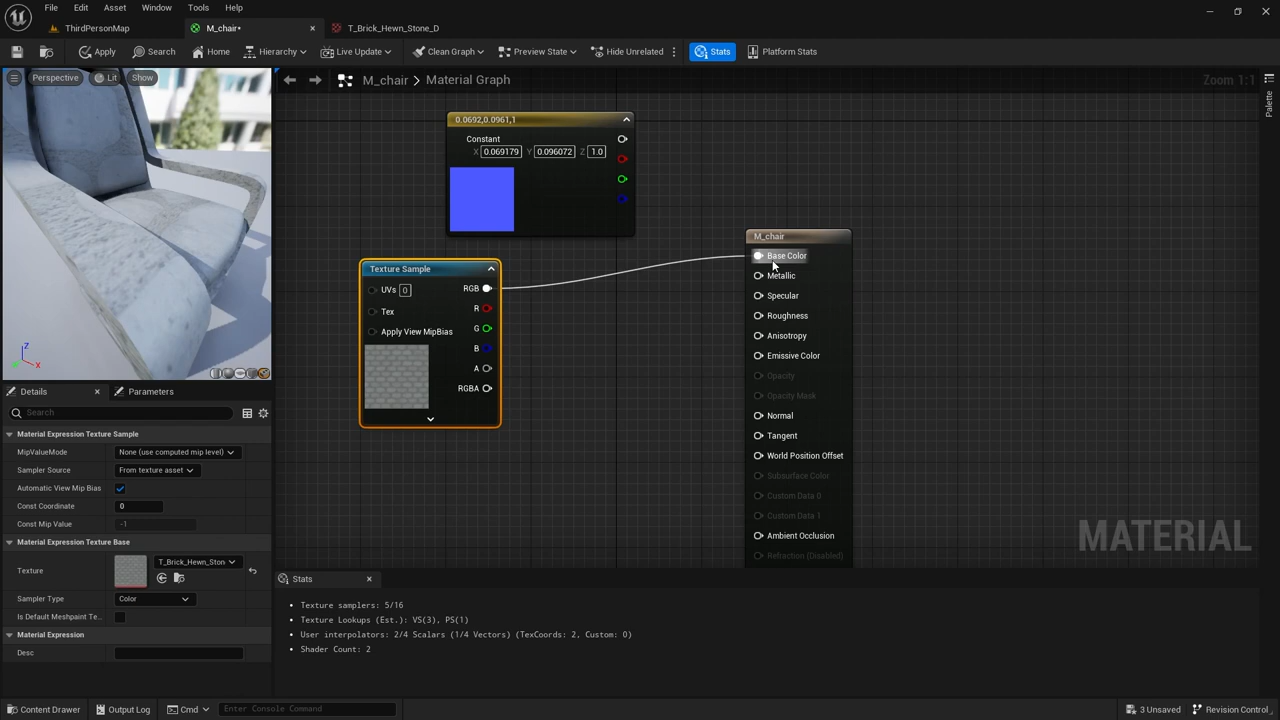 File Edit Asset Window Tools Help
ThirdPersonMap M_chair• T_Brick_Hewn_Stone_D
Apply Search Home Hierarchy Live Update Clean Graph Preview State Hide Unrelated Stats Platform Stats
Perspective Lit Show
M_chair > Material Graph Zoom 1:1
Palette
0.0692,0.0961,1
Constant
X 0.069179 Y 0.096072 Z 1.0
Texture Sample
UVs 0 RGB
R
Tex
G
Apply View MipBias
B
A
RGBA
M_chair
Base Color
Metallic
Specular
Roughness
Anisotropy
Emissive Color
Opacity
Opacity Mask
Normal
Tangent
World Position Offset
Subsurface Color
Custom Data 0
Custom Data 1
Ambient Occlusion
Refraction (Disabled)
MATERIAL
Z
X
Details Parameters
Search
Material Expression Texture Sample
MipValueMode None (use computed mip level)
Sampler Source From texture asset
Automatic View Mip Bias
Const Coordinate 0
Const Mip Value -1
Material Expression Texture Base
Texture T_Brick_Hewn_Ston
Sampler Type Color
Is Default Meshpaint Te...
Material Expression
Desc
Stats
• Texture samplers: 5/16
• Texture Lookups (Est.): VS(3), PS(1)
• User interpolators: 2/4 Scalars (1/4 Vectors) (TexCoords: 2, Custom: 0)
• Shader Count: 2
Content Drawer Output Log Cmd Enter Console Command 3 Unsaved Revision Control